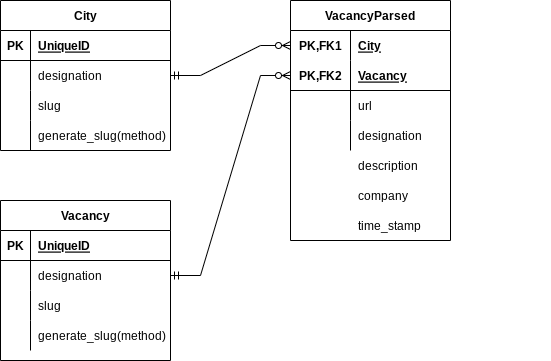 City
PK UniqueID
designation
slug
generate_slug(method)
VacancyParsed
PK,FK1 City
PK,FK2 Vacancy
url
designation
description
company
time_stamp
Vacancy
PK UniqueID
designation
slug
generate_slug(method)